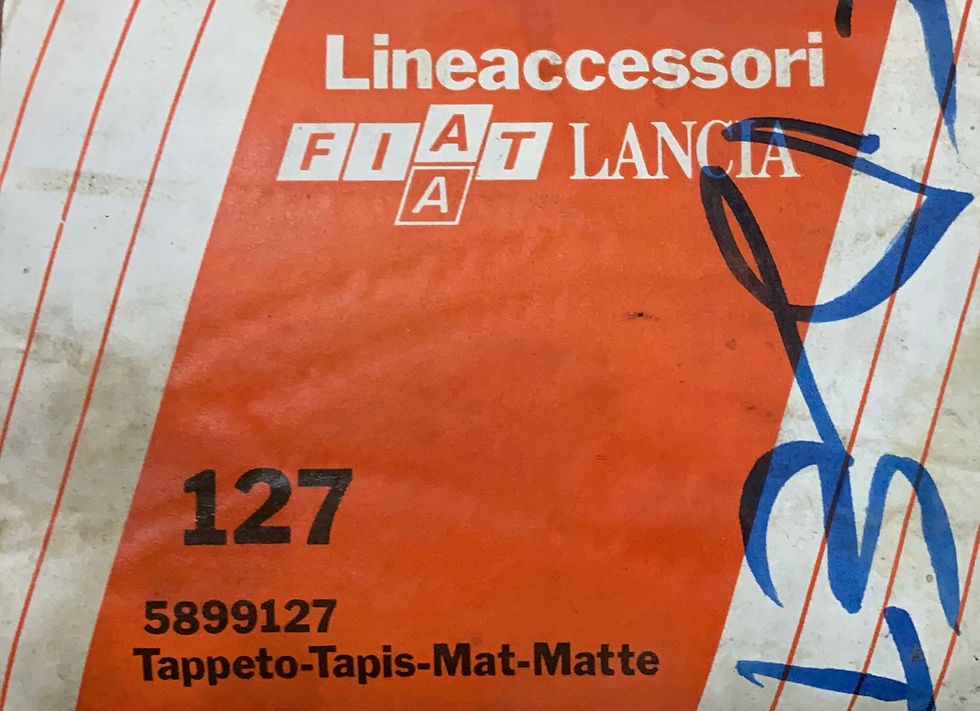 Lineaccessori
FIAT LANCIA
A
127
5899127
Tappeto-Tapis-Mat-Matte